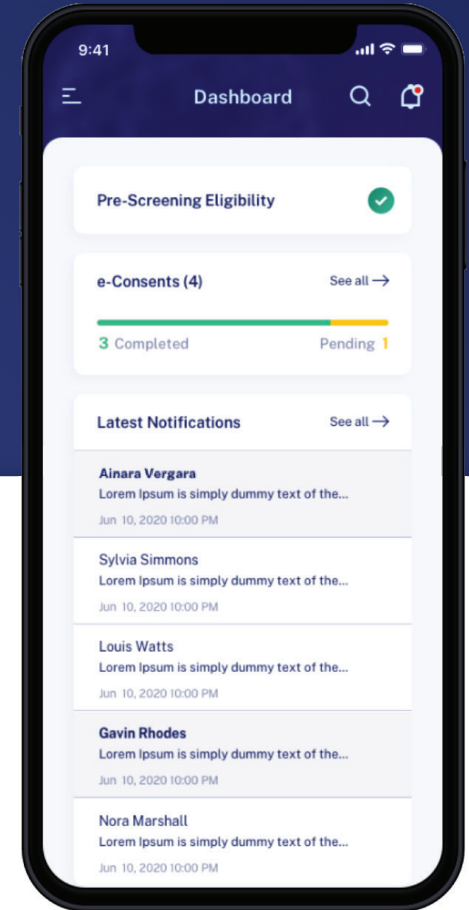 9:41
Dashboard
Pre-Screening Eligibility
e-Consents (4) See all →
3 Completed Pending 1
Latest Notifications See all →
Ainara Vergara
Lorem Ipsum is simply dummy text of the...
Jun 10, 2020 10:00 PM
Sylvia Simmons
Lorem Ipsum is simply dummy text of the...
Jun 10, 2020 10:00 PM
Louis Watts
Lorem Ipsum is simply dummy text of the...
Jun 10, 2020 10:00 PM
Gavin Rhodes
Lorem Ipsum is simply dummy text of the...
Jun 10, 2020 10:00 PM
Nora Marshall
Lorem Ipsum is simply dummy text of the...
Jun 10, 2020 10:00 PM